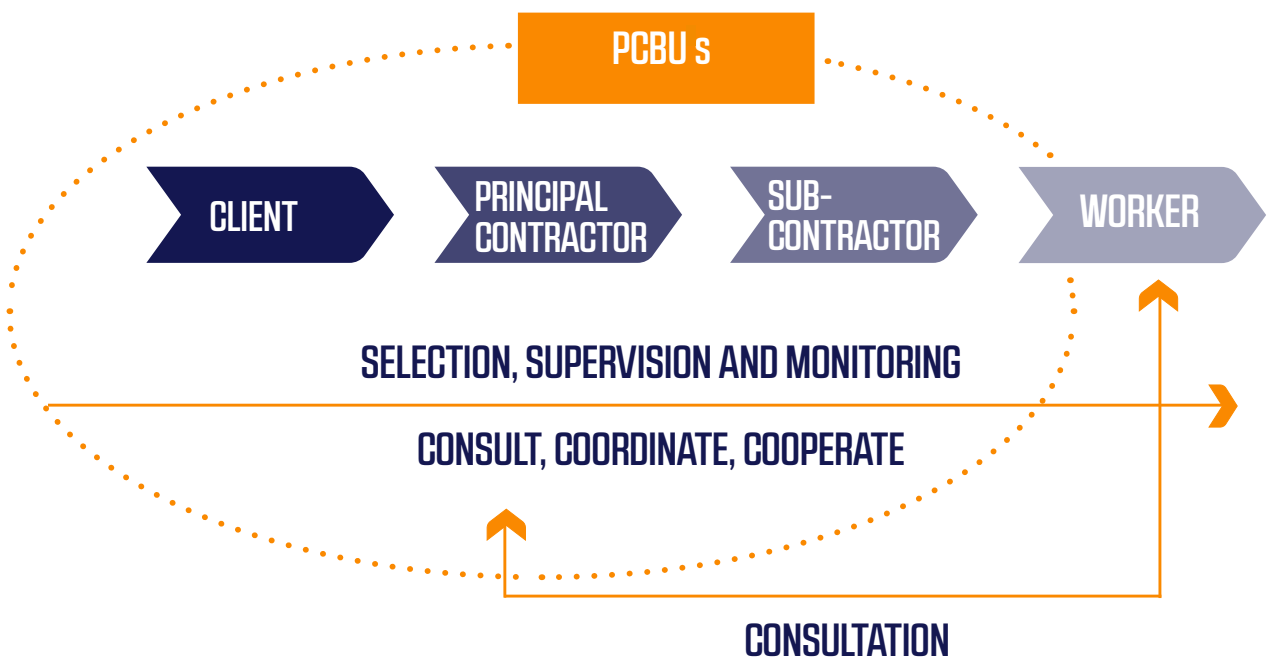 PCBU s
CLIENT
PRINCIPAL
CONTRACTOR
SUB-
CONTRACTOR
WORKER
SELECTION, SUPERVISION AND MONITORING
CONSULT, COORDINATE, COOPERATE
CONSULTATION